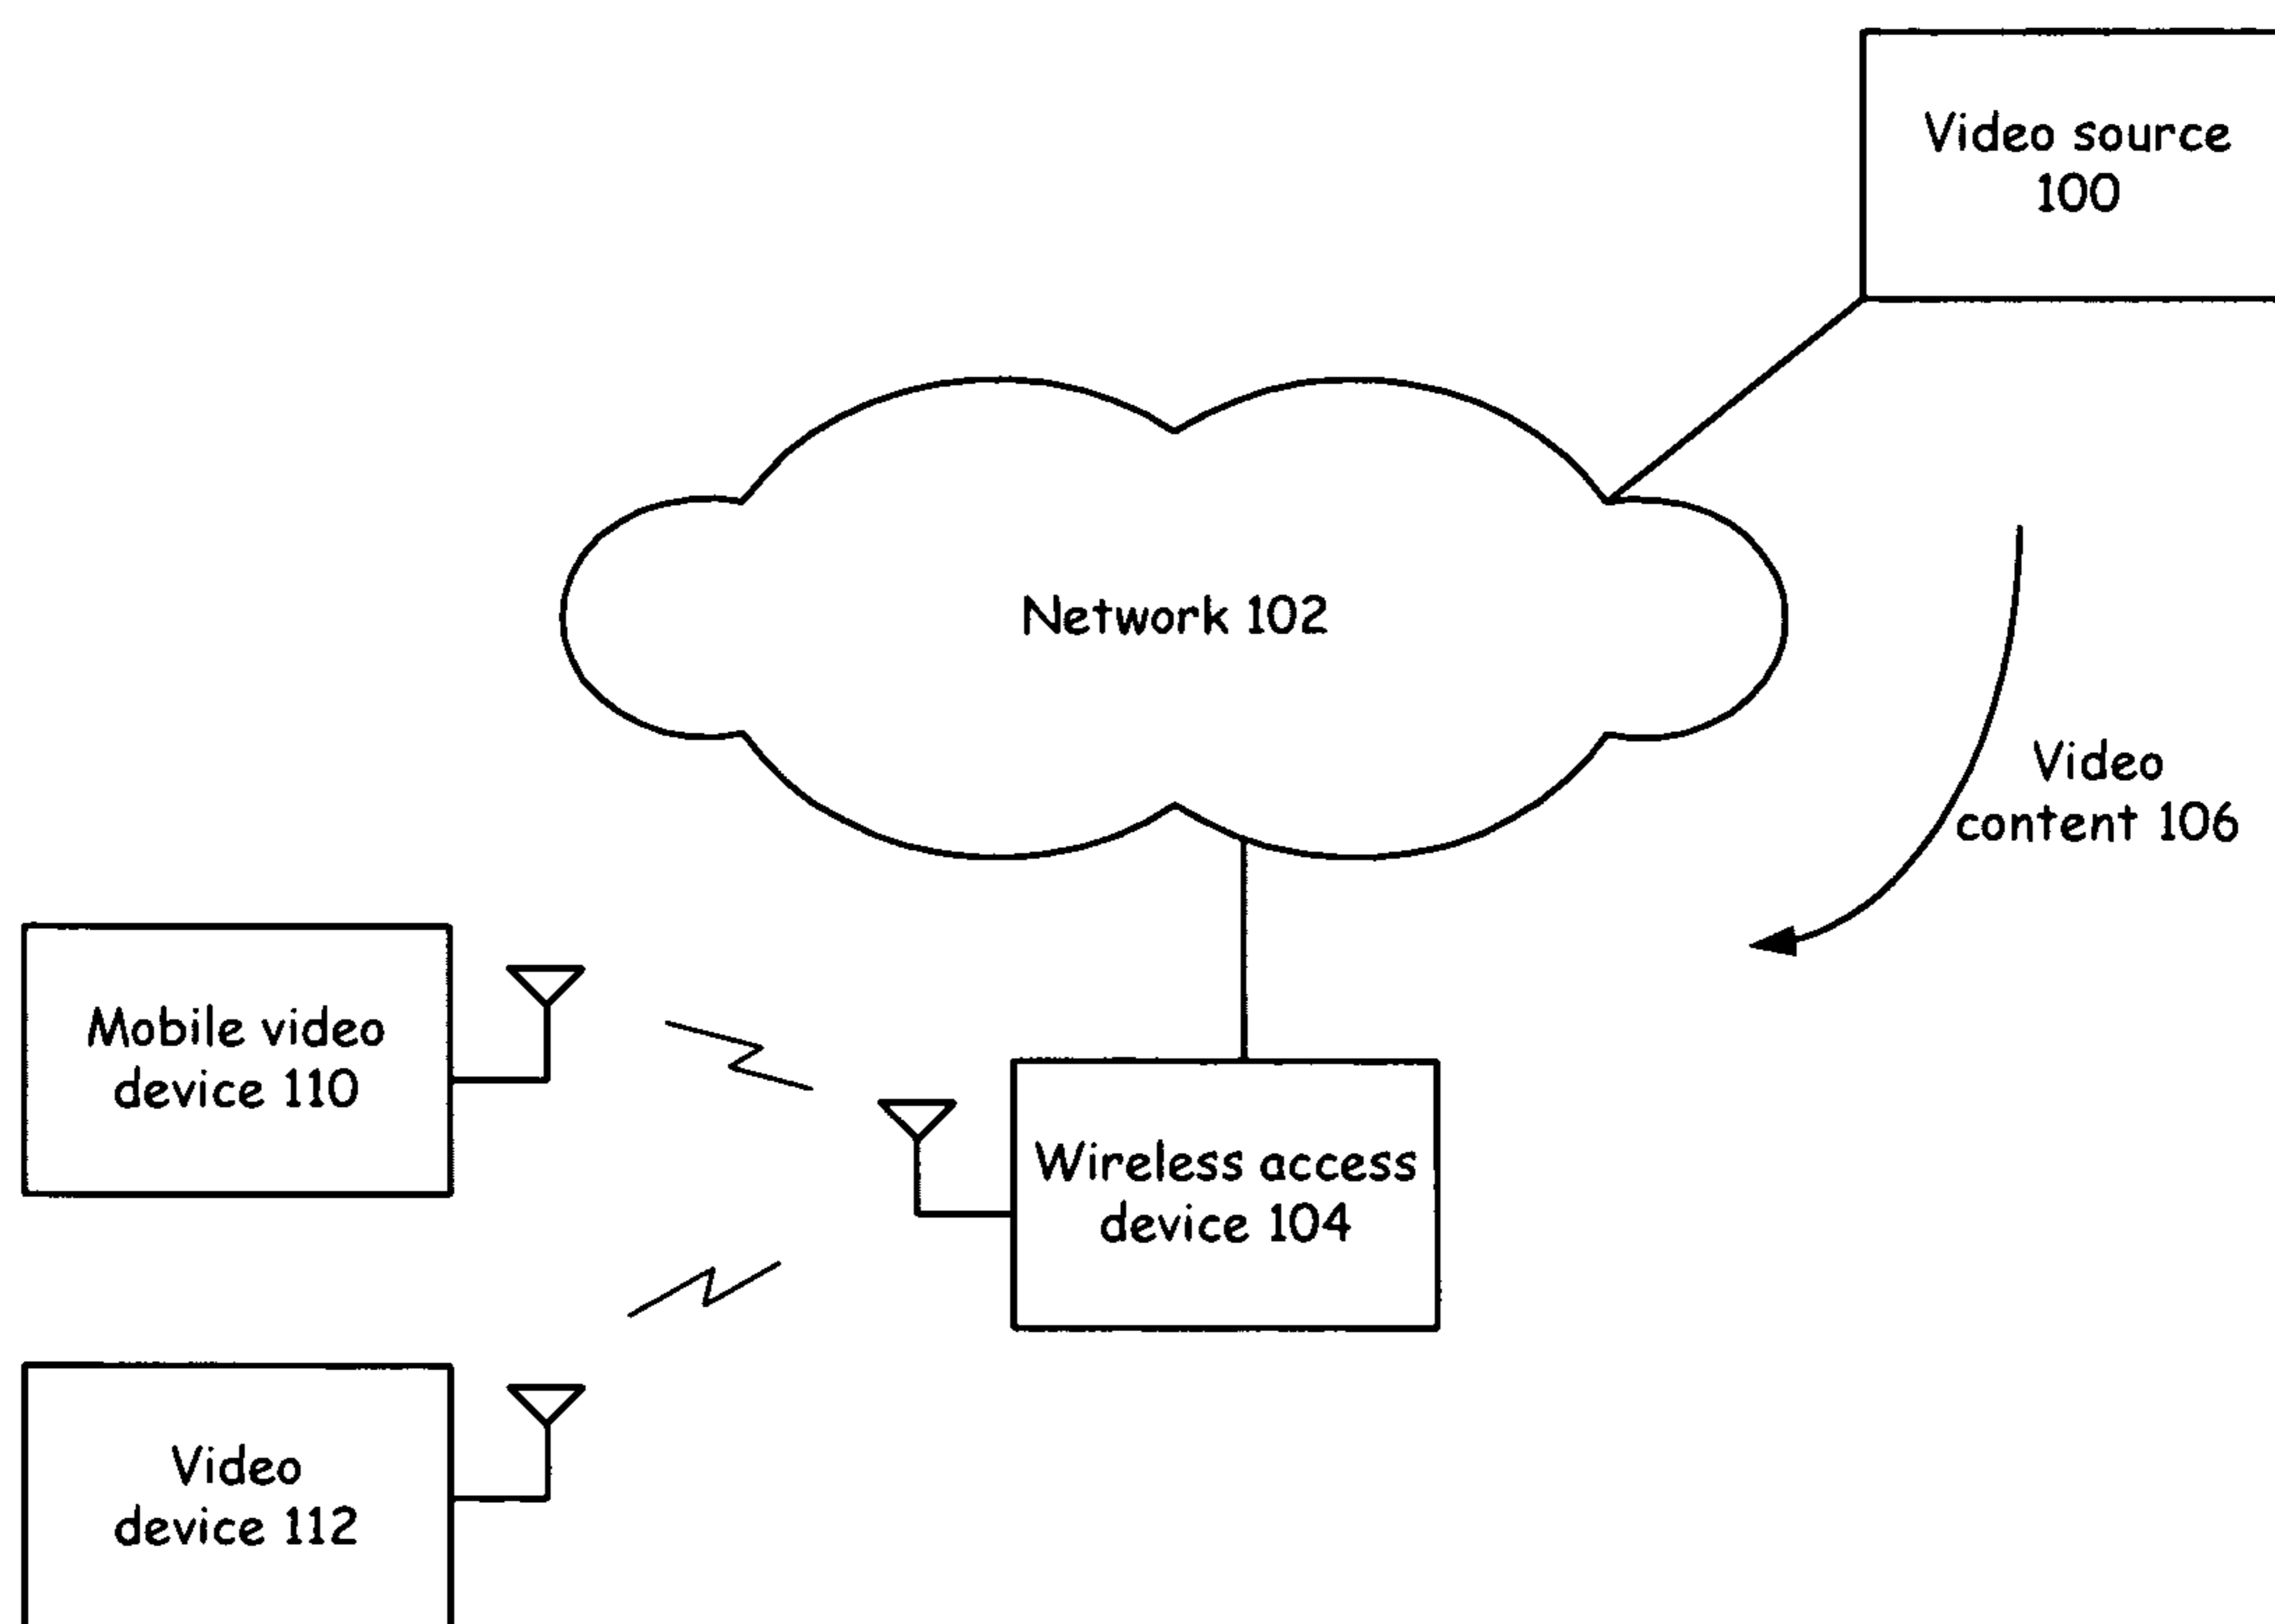 Video source
100
Network 102
Video
content 106
Mobile video
device 110
Wireless access
device 104
Video
device 112